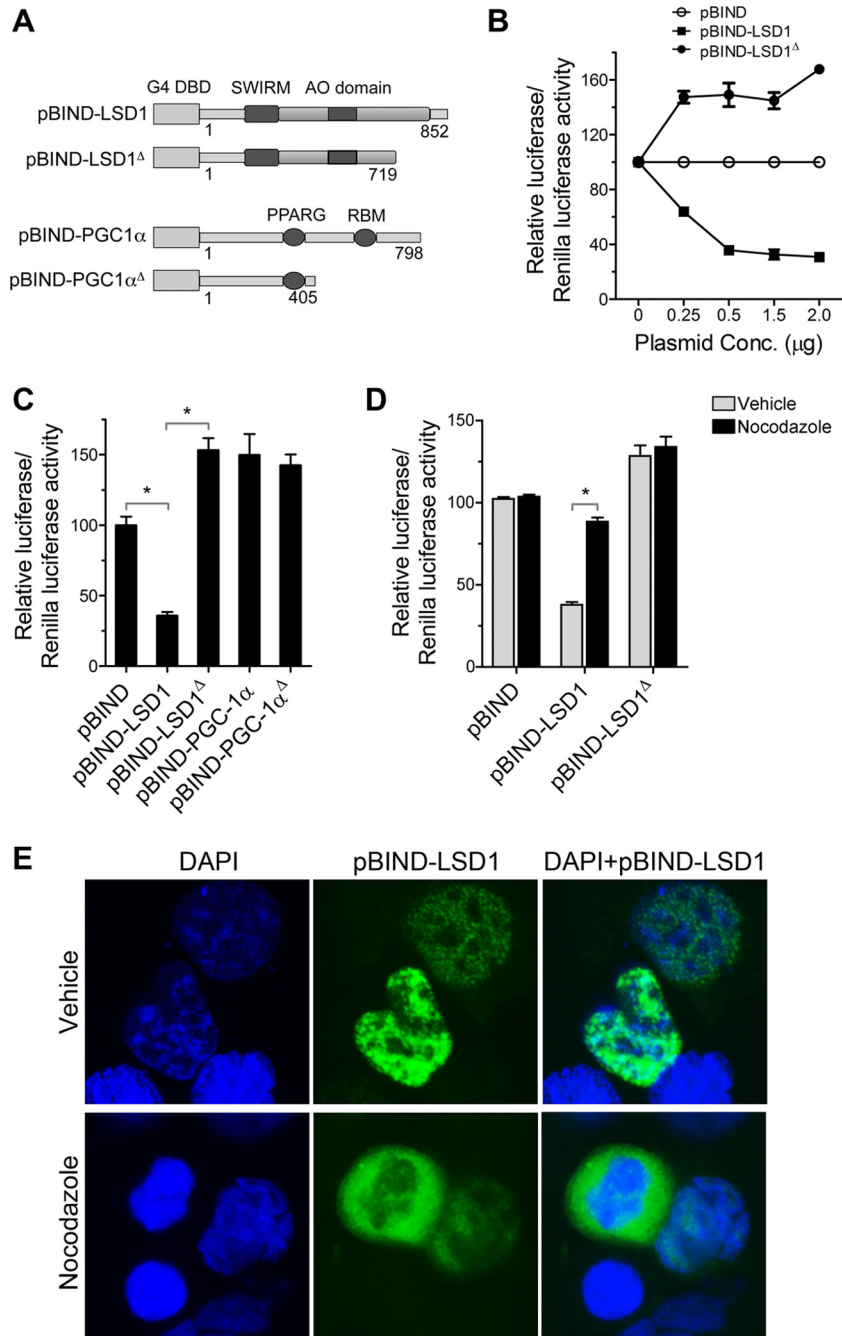 A
G4 DBD SWIRM AO domain
pBIND-LSD1
1 852
pBIND-LSD1Δ
1 719
PPARG RBM
pBIND-PGC1α
1 798
pBIND-PGC1αΔ
1 405
B
pBIND
pBIND-LSD1
pBIND-LSD1Δ
Relative luciferase/
Renilla luciferase activity
160
120
80
40
0
0 0.25 0.5 1.5 2.0
Plasmid Conc. (μg)
C
Relative luciferase/
Renilla luciferase activity
150
100
50
0
* *
pBIND
pBIND-LSD1
pBIND-LSD1Δ
pBIND-PGC-1α
pBIND-PGC-1αΔ
D
Vehicle
Nocodazole
Relative luciferase/
Renilla luciferase activity
150
100
50
0
*
pBIND
pBIND-LSD1
pBIND-LSD1Δ
E
DAPI pBIND-LSD1 DAPI+pBIND-LSD1
Vehicle
Nocodazole